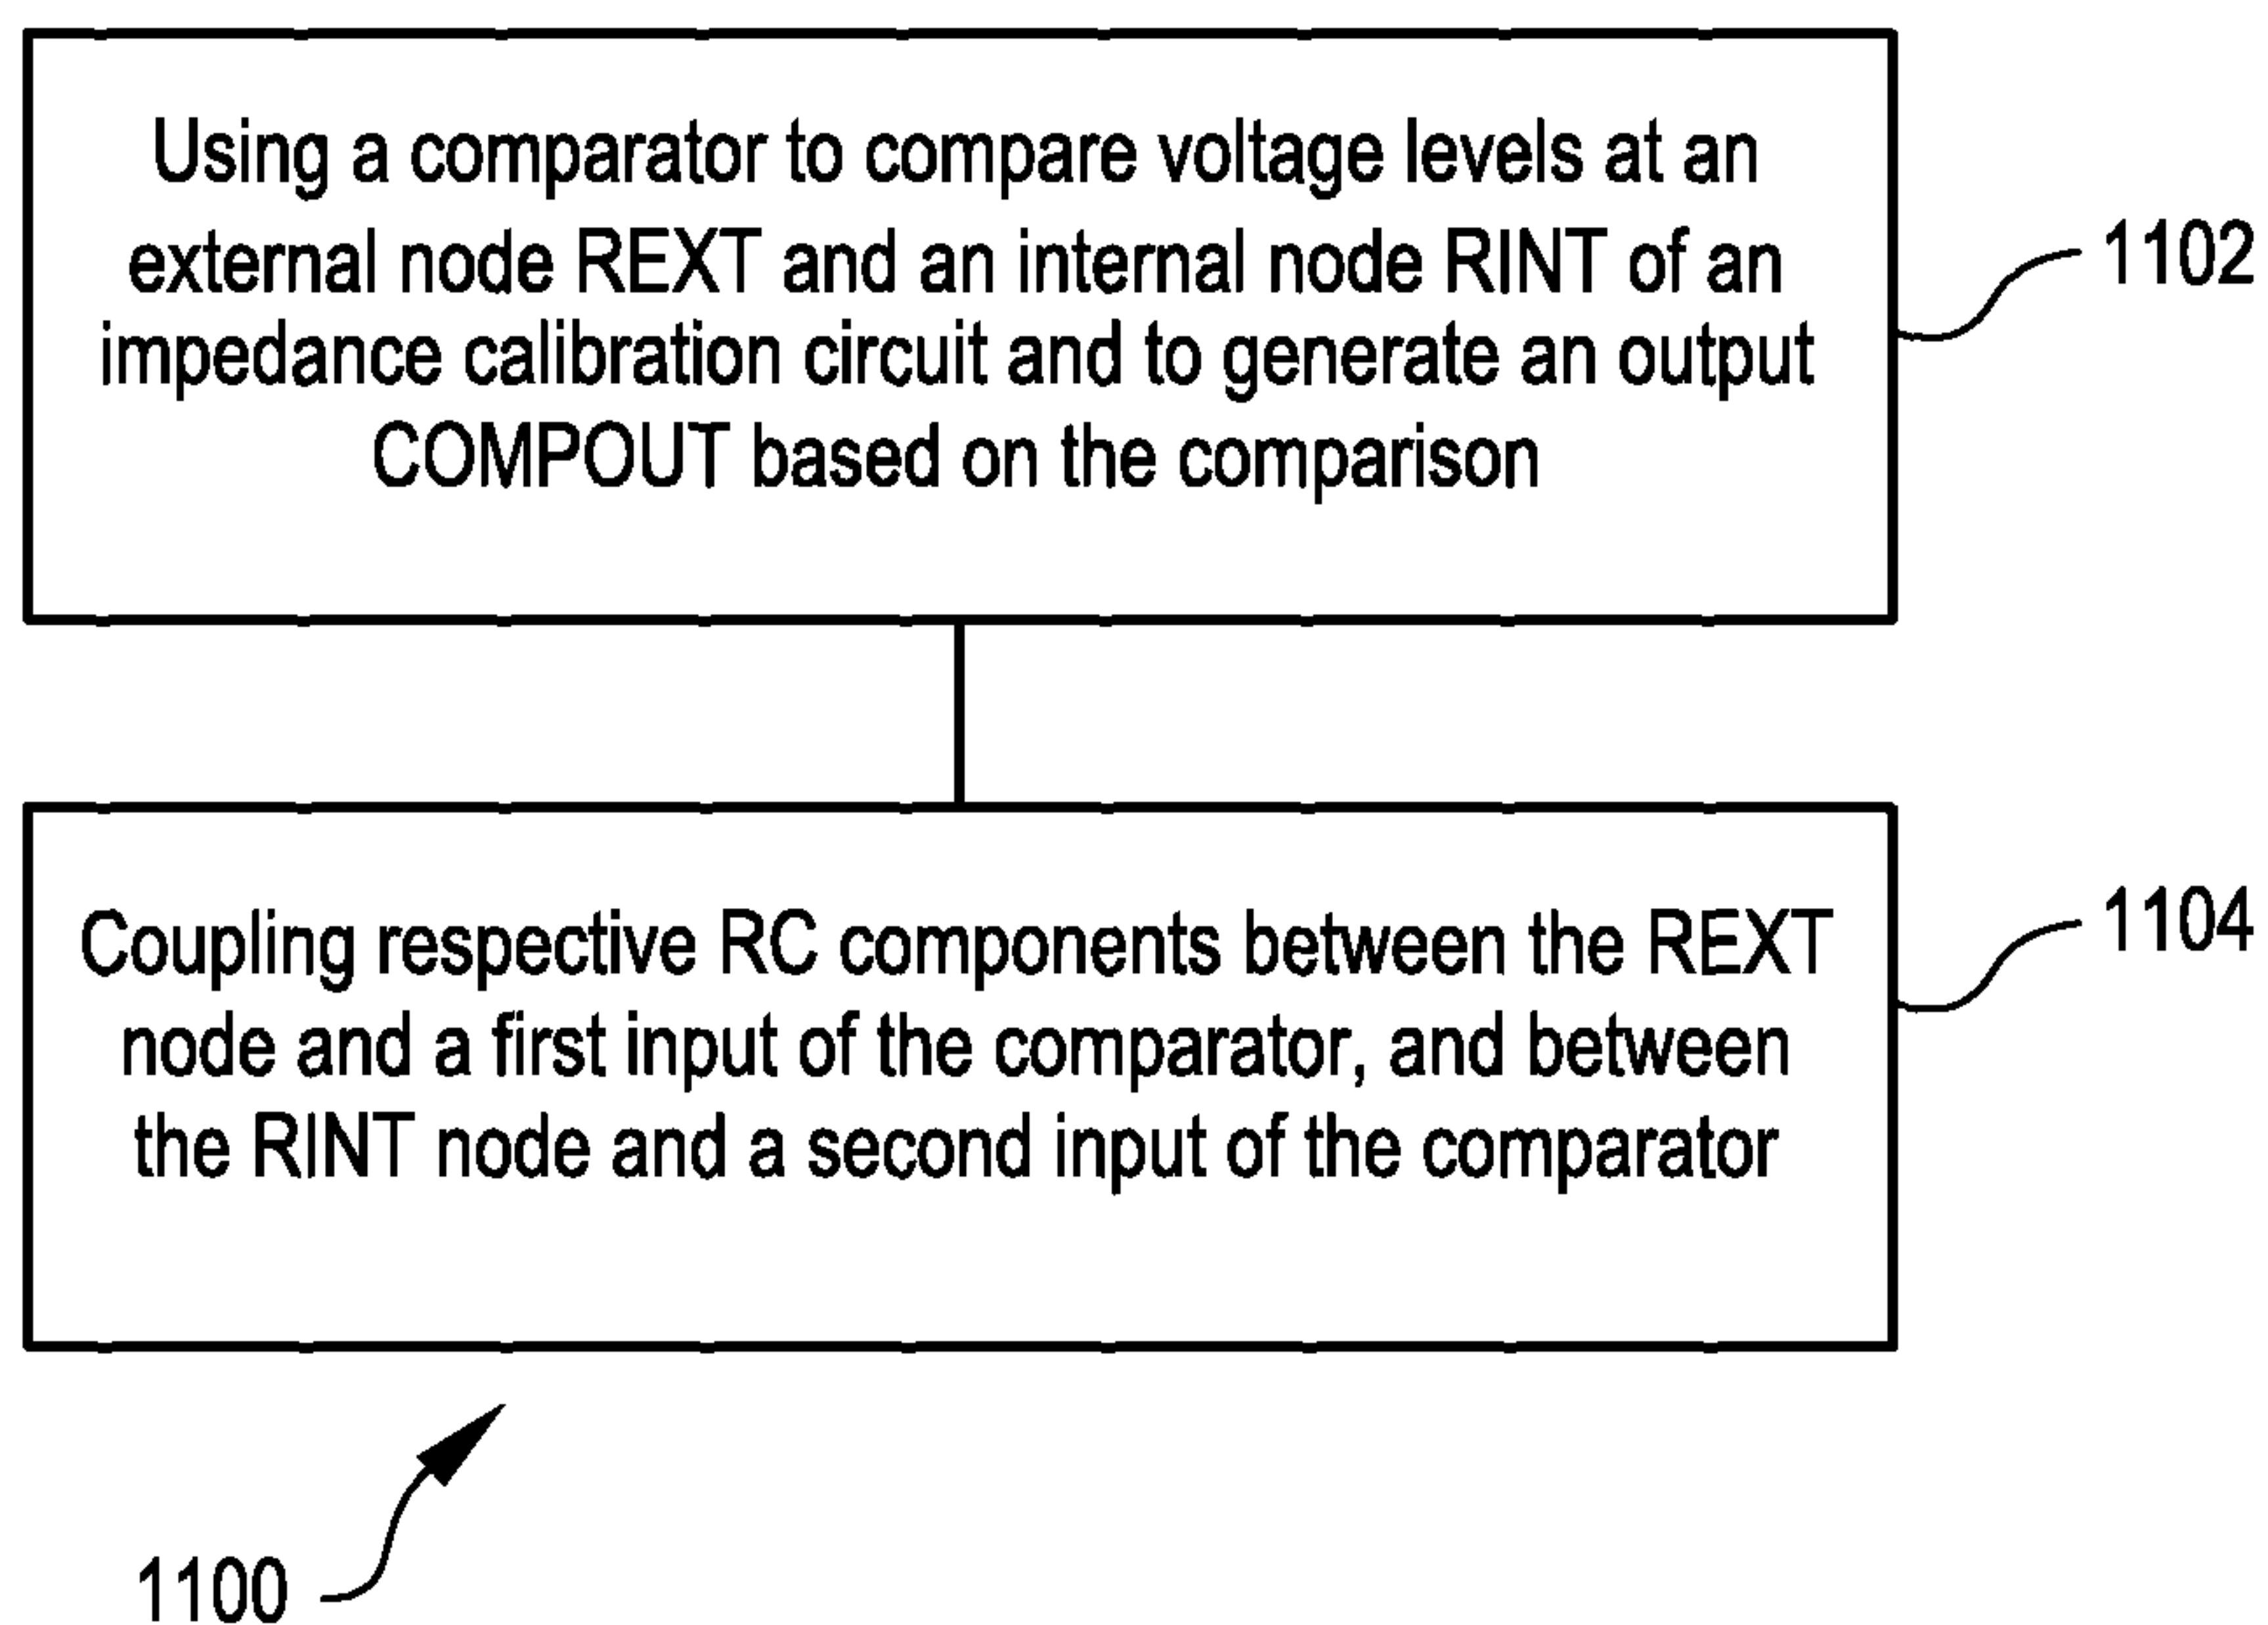 Using a comparator to compare voltage levels at an
external node REXT and an internal node RINT of an
impedance calibration circuit and to generate an output
COMPOUT based on the comparison
1102
Coupling respective RC components between the REXT
node and a first input of the comparator, and between
the RINT node and a second input of the comparator
1104
1100